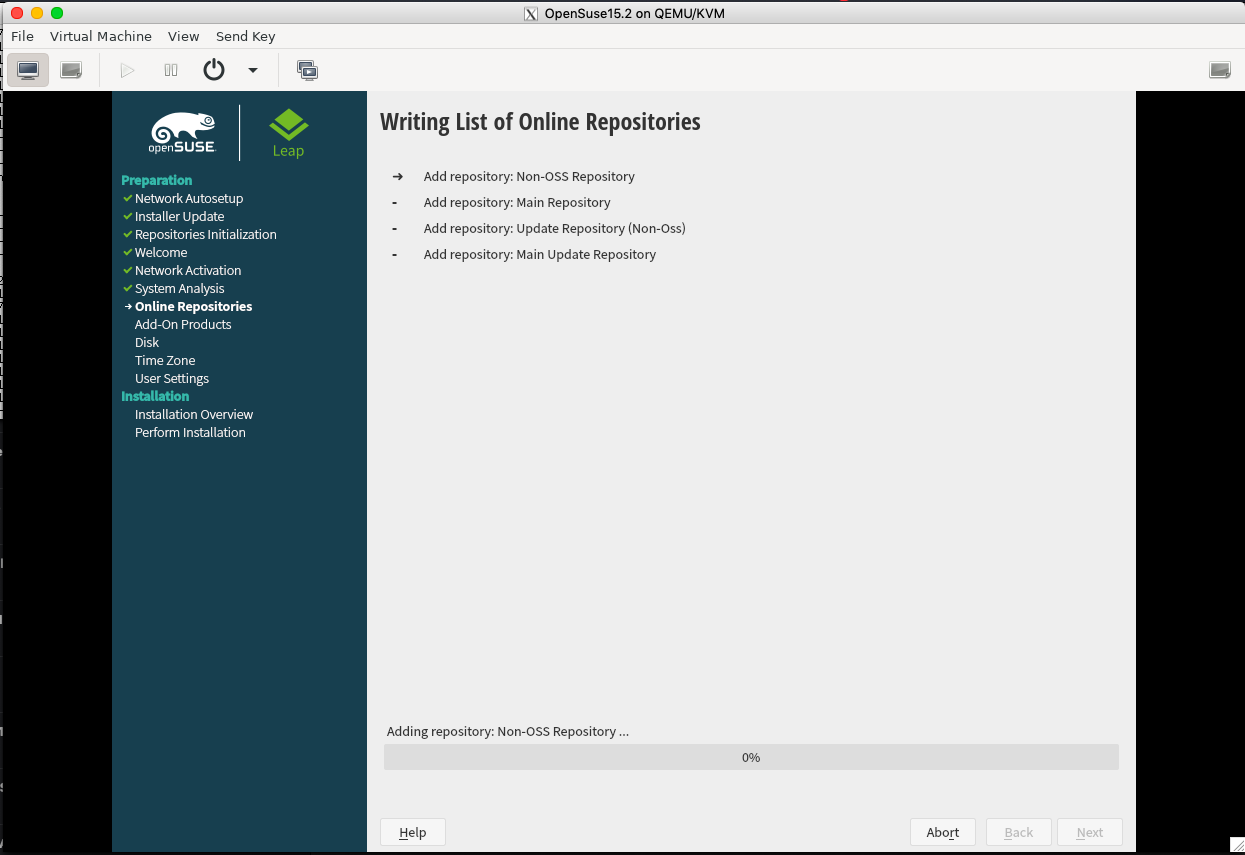 OpenSuse15.2 on QEMU/KVM
File Virtual Machine View Send Key
openSUSE
Leap
Preparation
Network Autosetup
Installer Update
Repositories Initialization
Welcome
Network Activation
System Analysis
Online Repositories
Add-On Products
Disk
Time Zone
User Settings
Installation
Installation Overview
Perform Installation
Writing List of Online Repositories
Add repository: Non-OSS Repository
- Add repository: Main Repository
- Add repository: Update Repository (Non-Oss)
- Add repository: Main Update Repository
Adding repository: Non-OSS Repository ...
0%
Help Abort Back Next